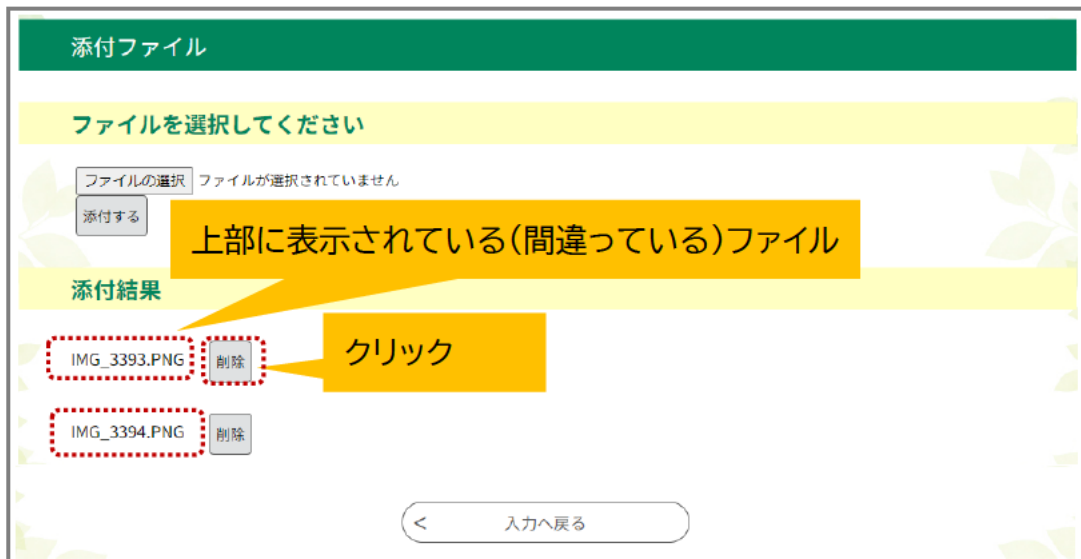 添付ファイル
ファイルを選択してください
ファイルの選択 ファイルが選択されていません
添付する
上部に表示されている(間違っている)ファイル
添付結果
クリック
IMG_3393.PNG 削除
IMG_3394.PNG 削除
< 入力へ戻る